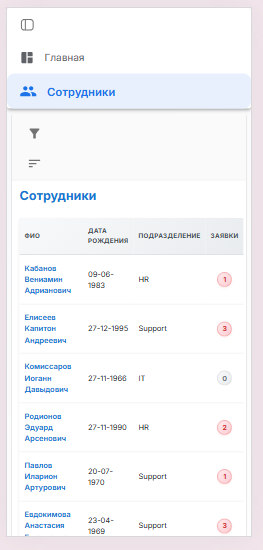 Главная
Сотрудники
Сотрудники
ФИО
ДАТА
РОЖДЕНИЯ
ПОДРАЗДЕЛЕНИЕ
ЗАЯВКИ
Кабанов
Вениамин
Адрианович
09-06-
1983
HR
1
Елисеев
Капитон
Андреевич
27-12-1995
Support
3
Комиссаров
Иоганн
Давыдович
27-11-1966
IT
0
Родионов
Эдуард
Арсенович
27-11-1990
HR
2
Павлов
Иларион
Артурович
20-07-
1970
Support
1
Евдокимова
Анастасия
23-04-
1969
Support
3